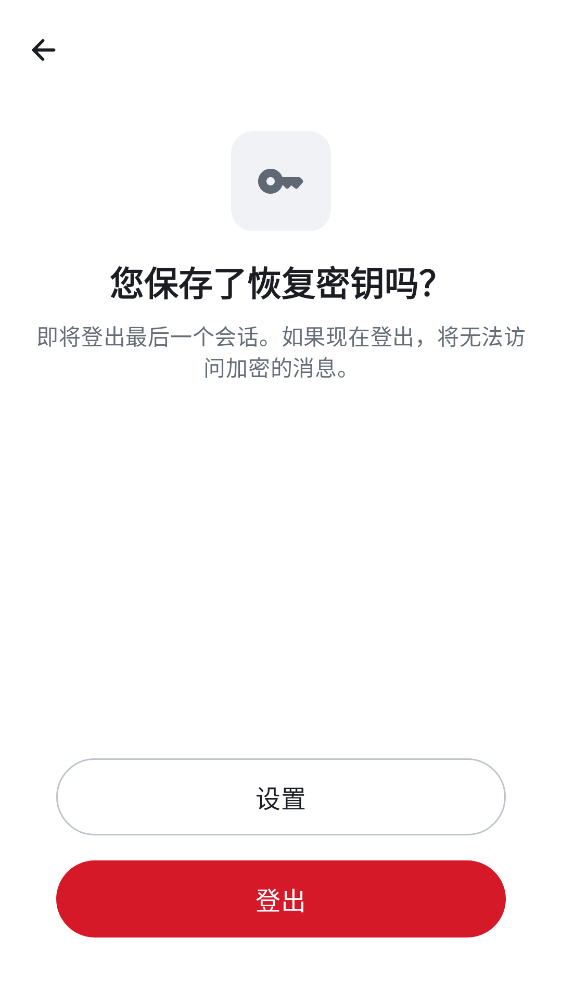 您保存了恢复密钥吗？
即将登出最后一个会话。如果现在登出，将无法访
问加密的消息。
设置
登出